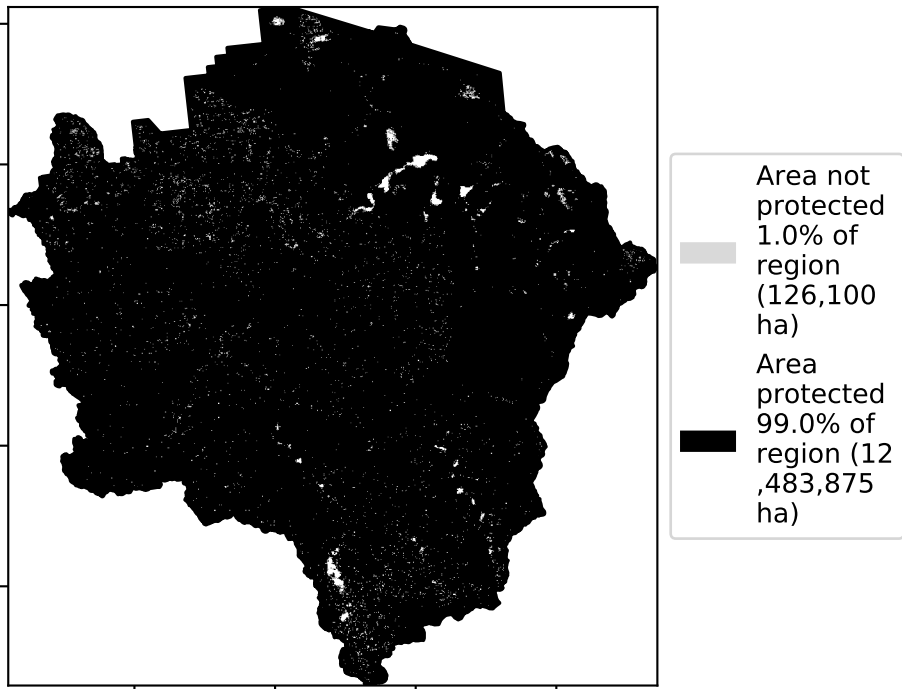 Area not
protected
1.0% of
region
(126,100
ha)
Area
protected
99.0% of
region (12
,483,875
ha)